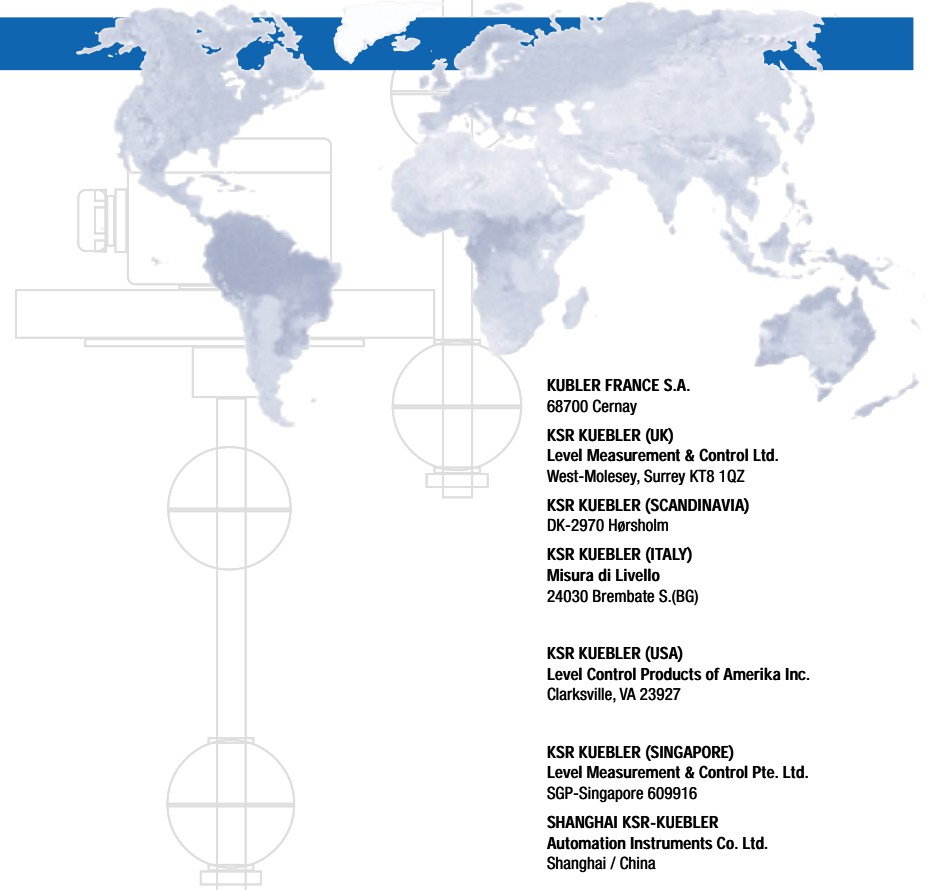 KUBLER FRANCE S.A.
68700 Cernay
KSR KUEBLER (UK)
Level Measurement & Control Ltd.
West-Molesey, Surrey KT8 1QZ
KSR KUEBLER (SCANDINAVIA)
DK-2970 Hørsholm
KSR KUEBLER (ITALY)
Misura di Livello
24030 Brembate S.(BG)
KSR KUEBLER (USA)
Level Control Products of Amerika Inc.
Clarksville, VA 23927
KSR KUEBLER (SINGAPORE)
Level Measurement & Control Pte. Ltd.
SGP-Singapore 609916
SHANGHAI KSR-KUEBLER
Automation Instruments Co. Ltd.
Shanghai / China